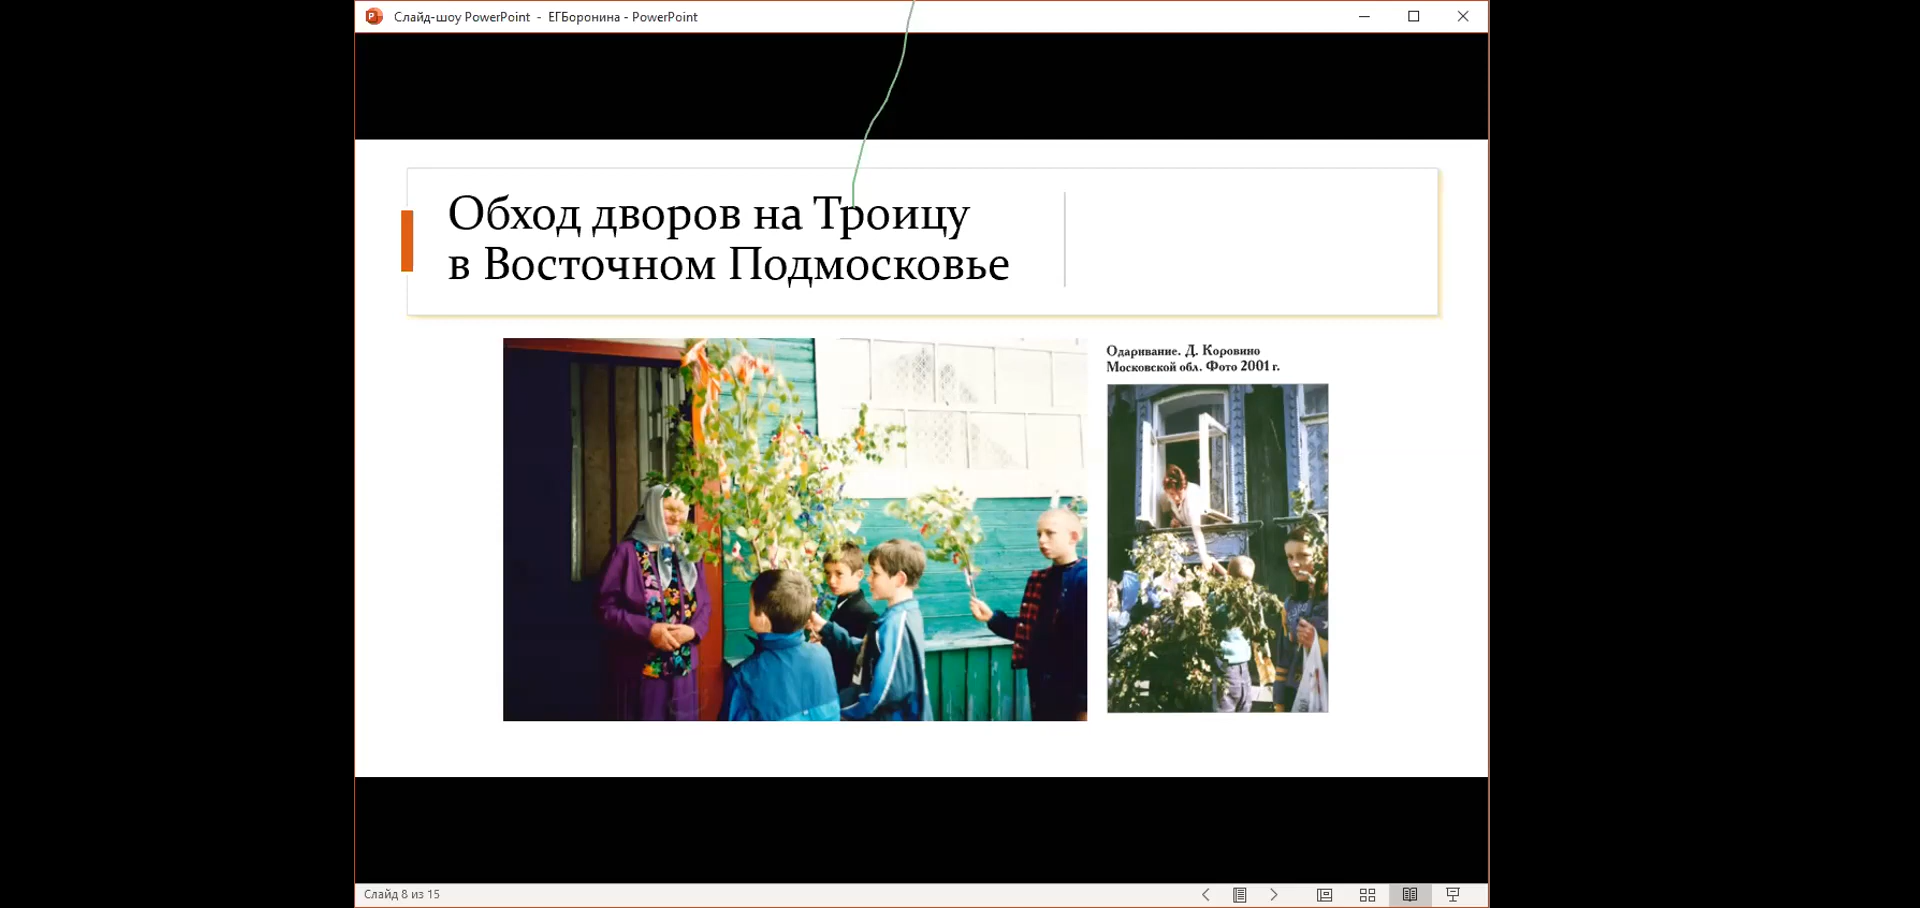 Слайд-шоу PowerPoint - ЕГБоронина - PowerPoint
Обход дворов на Троицу
в Восточном Подмосковье
Одаривание. Д. Коровино
Московской обл. Фото 2001 г.
Слайд 8 из 15